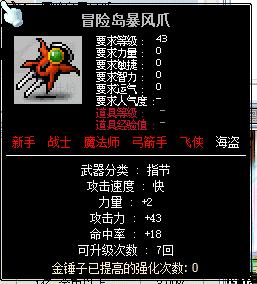 冒险岛暴风爪
要求等级: 43
要求力量: -
要求敏捷: -
要求智力: -
要求运气: -
要求人气度: -
道具等级: -
道具经验值: -
新手 战士 魔法师 弓箭手 飞侠 海盗
武器分类 : 指节
攻击速度 : 快
力量 : +2
攻击力 : +43
命中率 : +18
可升级次数 : 7回
金锤子已提高的强化次数: 0